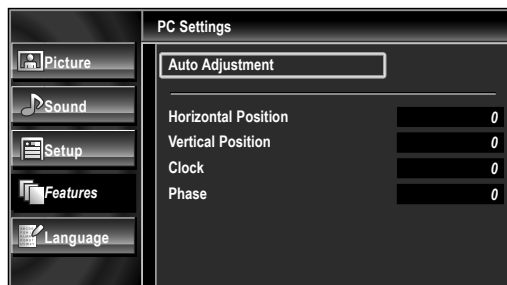 PC Settings
Picture
Sound
Setup
Features
Language
Auto Adjustment
Horizontal Position 0
Vertical Position 0
Clock 0
Phase 0